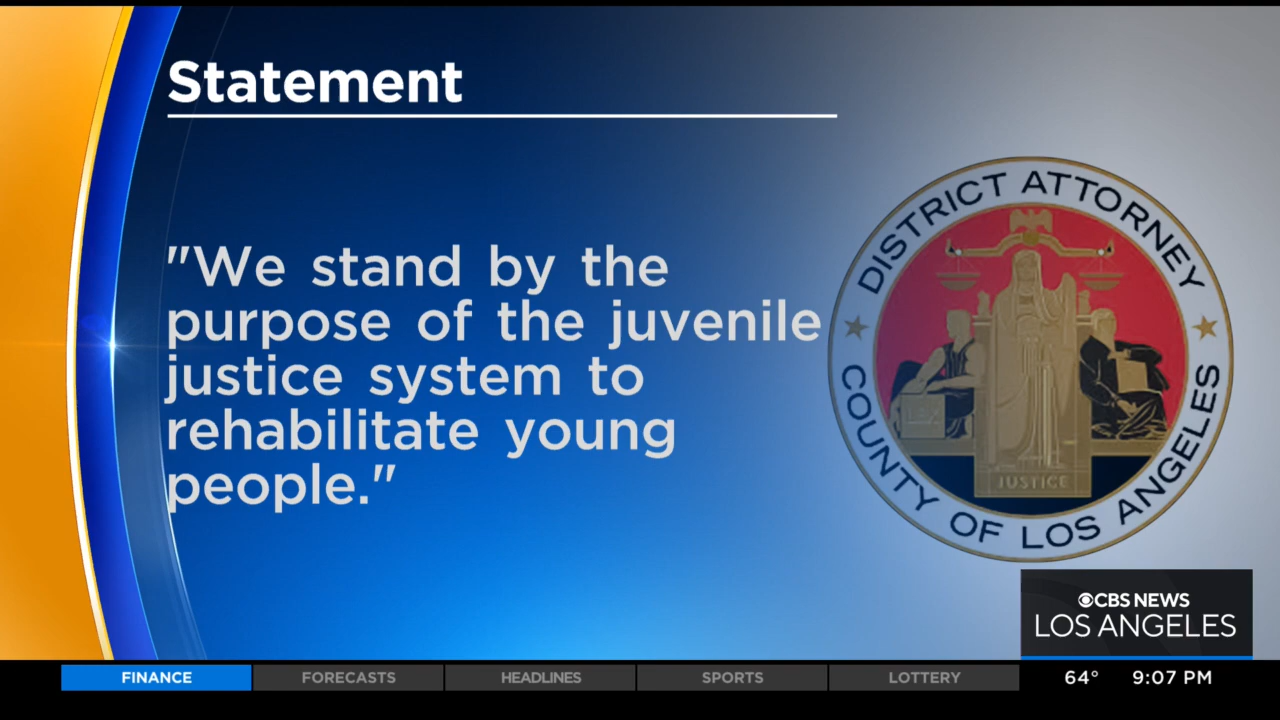 Statement
"We stand by the
purpose of the juvenile
justice system to
rehabilitate young
people."
DISTRICT ATTORNEY
COUNTY OF LOS ANGELES
JUSTICE
CBS NEWS
LOS ANGELES
FINANCE FORECASTS HEADLINES SPORTS LOTTERY 64° 9:07 PM